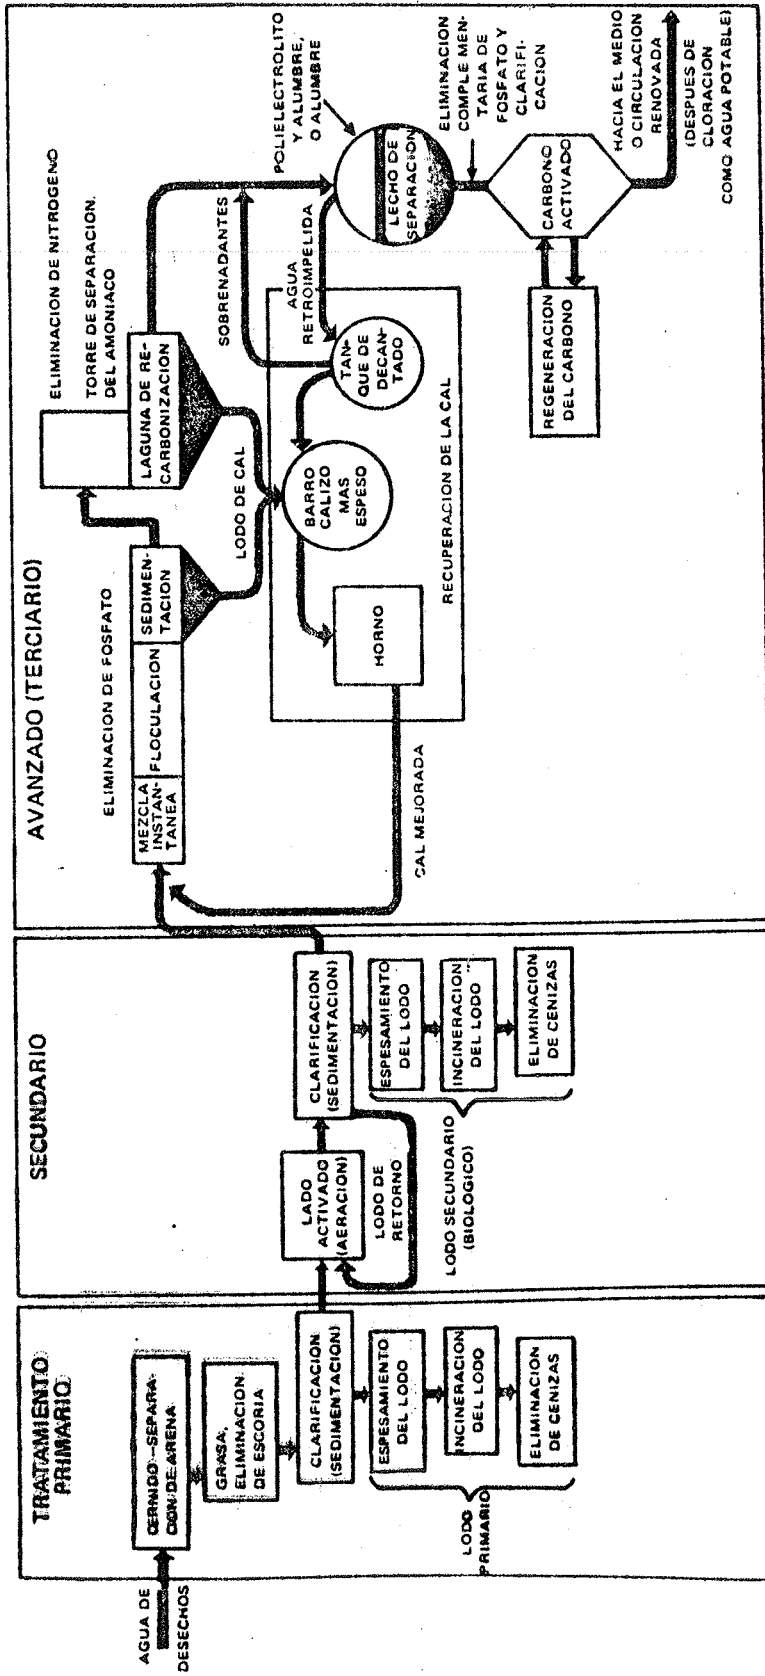 TRATAMIENTO
PRIMARIO
AGUA DE
DESECHOS
CERNIDO-SEPARA-
CION DE ARENA
GRASA,
ELIMINACION
DE ESCORIA
CLARIFICACION
(SEDIMENTACION)
ESPESAMIENTO
DEL LODO
INCINERACION
DEL LODO
ELIMINACION
DE CENIZAS
LODO
PRIMARIO
SECUNDARIO
LADO
ACTIVADO
(AERACION)
CLARIFICACION
(SEDIMENTACION)
LODO DE
RETORNO
ESPESAMIENTO
DEL LODO
INCINERACION
DEL LODO
ELIMINACION
DE CENIZAS
LODO SECUNDARIO
(BIOLOGICO)
AVANZADO (TERCIARIO)
ELIMINACION DE FOSFATO
MEZCLA
INSTAN-
TANEA
FLOCULACION
SEDIMEN-
TACION
ELIMINACION DE NITROGENO
TORRE DE SEPARACION.
DEL AMONIACO
LAGUNA DE RE-
CARBONIZACION
LODO DE CAL
SOBRENADANTES
AGUA
RETROIMPELIDA
TAN-
QUE DE
DECAN-
TADO
BARRO
CALIZO
MAS
ESPESO
HORNO
RECUPERACION DE LA CAL
CAL MEJORADA
POLIELECTROLITO
Y ALUMBRE,
O ALUMBRE
LECHO DE
SEPARACION
ELIMINACION
COMPLE MEN-
TARIA DE
FOSFATO Y
CLARIFI-
CACION
CARBONO
ACTIVADO
REGENERACION
DEL CARBONO
HACIA EL MEDIO
O CIRCULACION
RENOVADA
(DESPUES DE
CLORACION
COMO AGUA POTABLE)